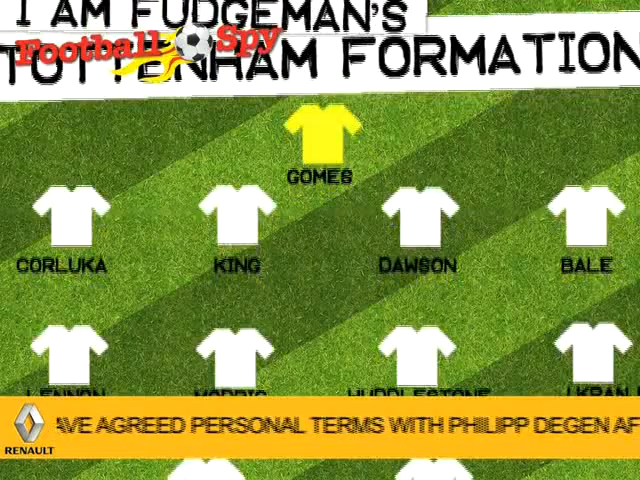 I AM FUDGEMAN'S
Football Spy
TOTTENHAM FORMATION
GOMES
CORLUKA KING DAWSON BALE
LENNON MODRIC HUDDLESTONE
RENAULT AVE AGREED PERSONAL TERMS WITH PHILIPP DEGEN AF